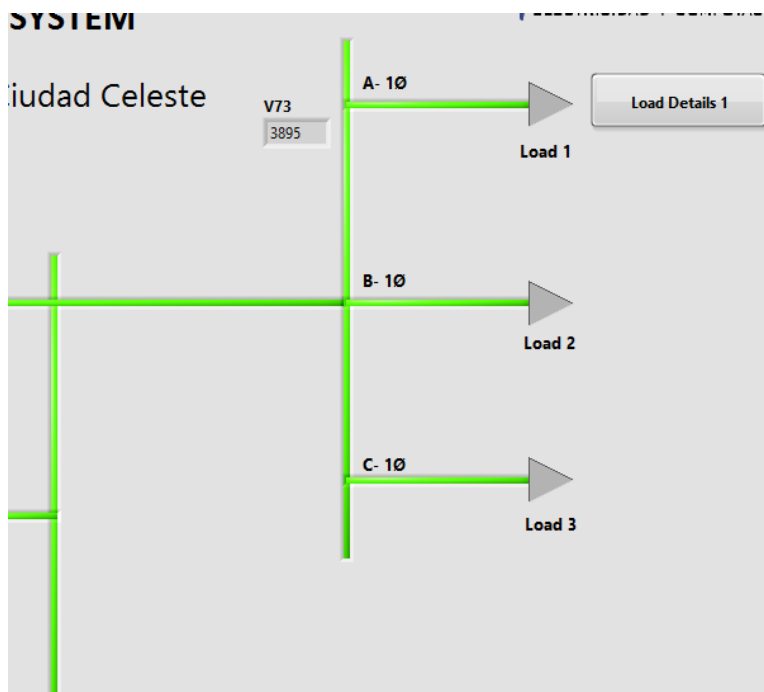 SYSTEM
Ciudad Celeste
V73
3895
A- 1Ø
Load Details 1
Load 1
B- 1Ø
Load 2
C- 1Ø
Load 3